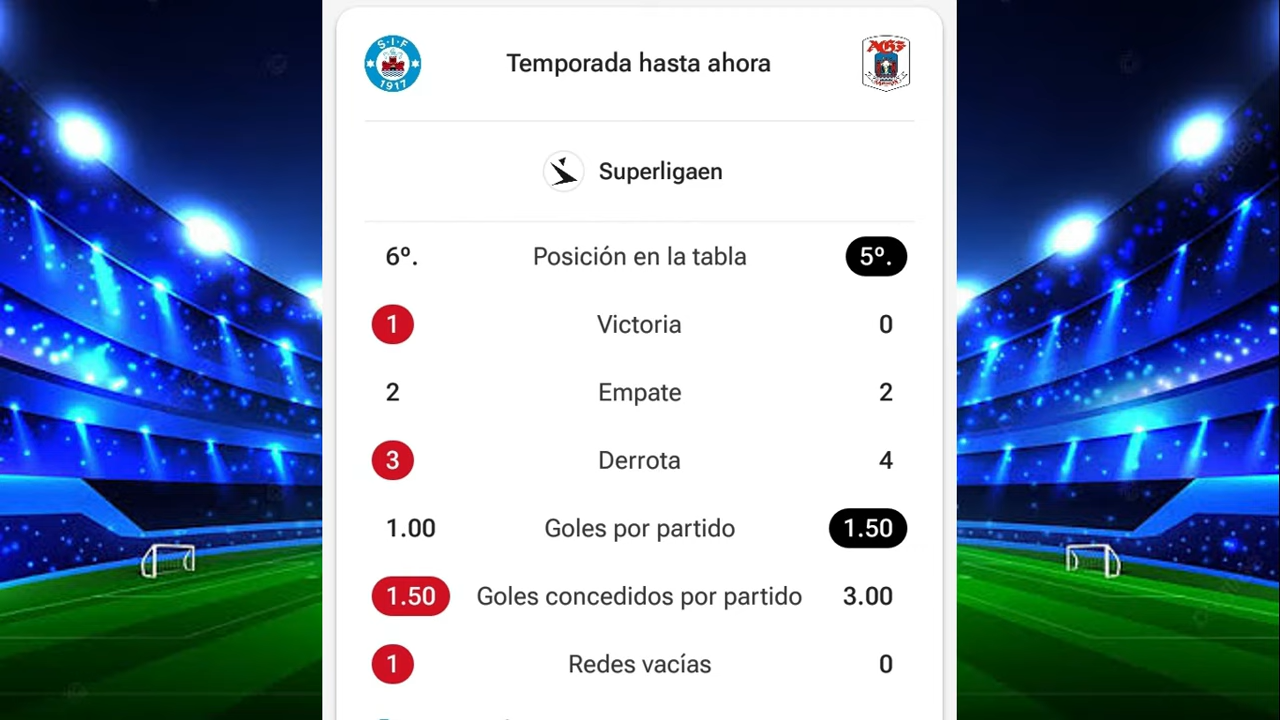 S.I.F
1917
Temporada hasta ahora
AGF
Superligaen
6º. Posición en la tabla 5º.
1 Victoria 0
2 Empate 2
3 Derrota 4
1.00 Goles por partido 1.50
1.50 Goles concedidos por partido 3.00
1 Redes vacías 0